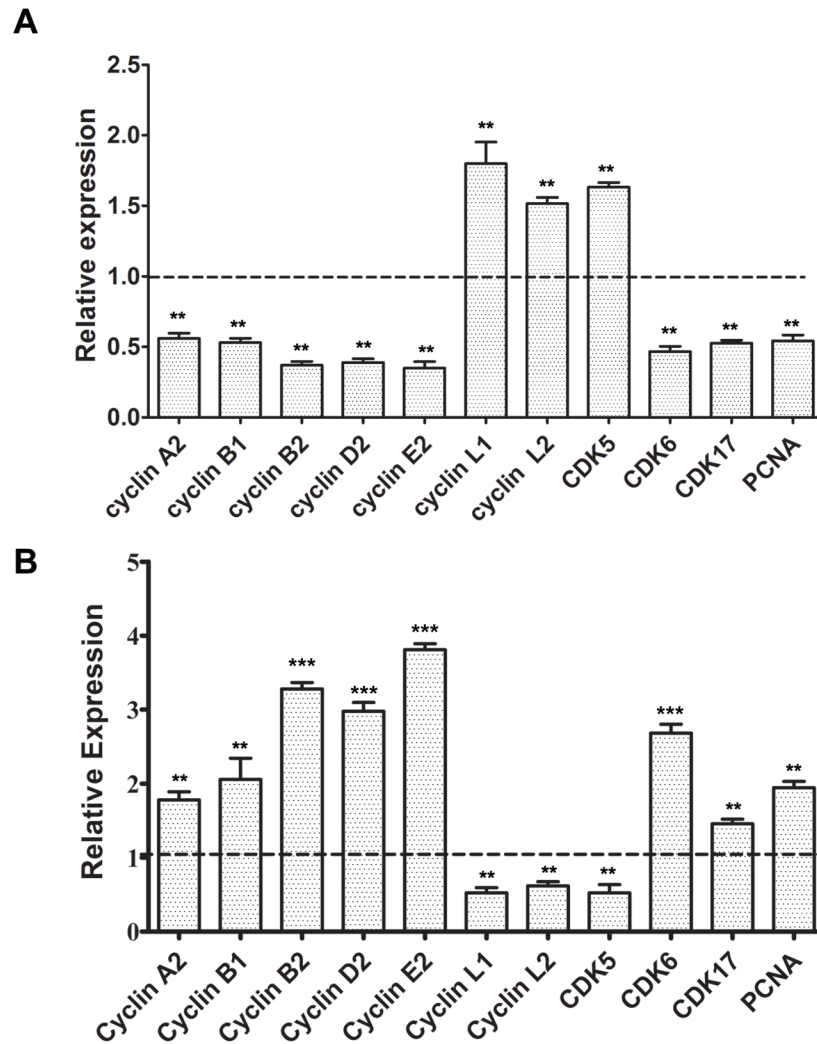 A
Relative expression
2.5
2.0
1.5
1.0
0.5
0.0
**
**
**
**
**
**
**
**
**
**
**
cyclin A2
cyclin B1
cyclin B2
cyclin D2
cyclin E2
cyclin L1
cyclin L2
CDK5
CDK6
CDK17
PCNA
B
Relative Expression
5
4
3
2
1
0
**
**
***
***
***
**
**
**
***
**
**
Cyclin A2
Cyclin B1
Cyclin B2
Cyclin D2
Cyclin E2
Cyclin L1
Cyclin L2
CDK5
CDK6
CDK17
PCNA